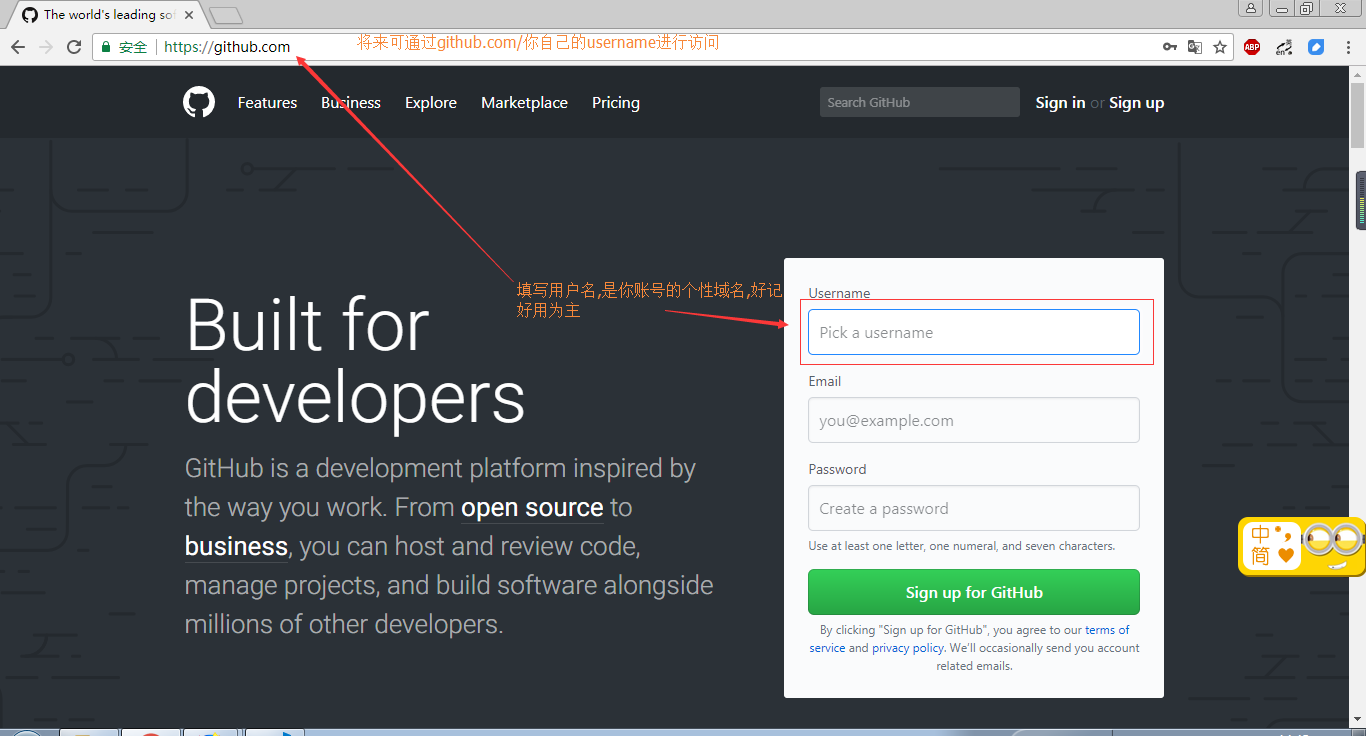 The world's leading so
安全
https://github.com
将来可通过github.com/你自己的username进行访问
ABP
en
Features
Business
Explore
Marketplace
Pricing
Search GitHub
Sign in or Sign up
填写用户名,是你账号的个性域名,好记
好用为主
Built for
developers
GitHub is a development platform inspired by
the way you work. From open source to
business, you can host and review code,
manage projects, and build software alongside
millions of other developers.
Username
Pick a username
Email
you@example.com
Password
Create a password
Use at least one letter, one numeral, and seven characters.
Sign up for GitHub
By clicking "Sign up for GitHub", you agree to our terms of
service and privacy policy. We'll occasionally send you account
related emails.
中
简